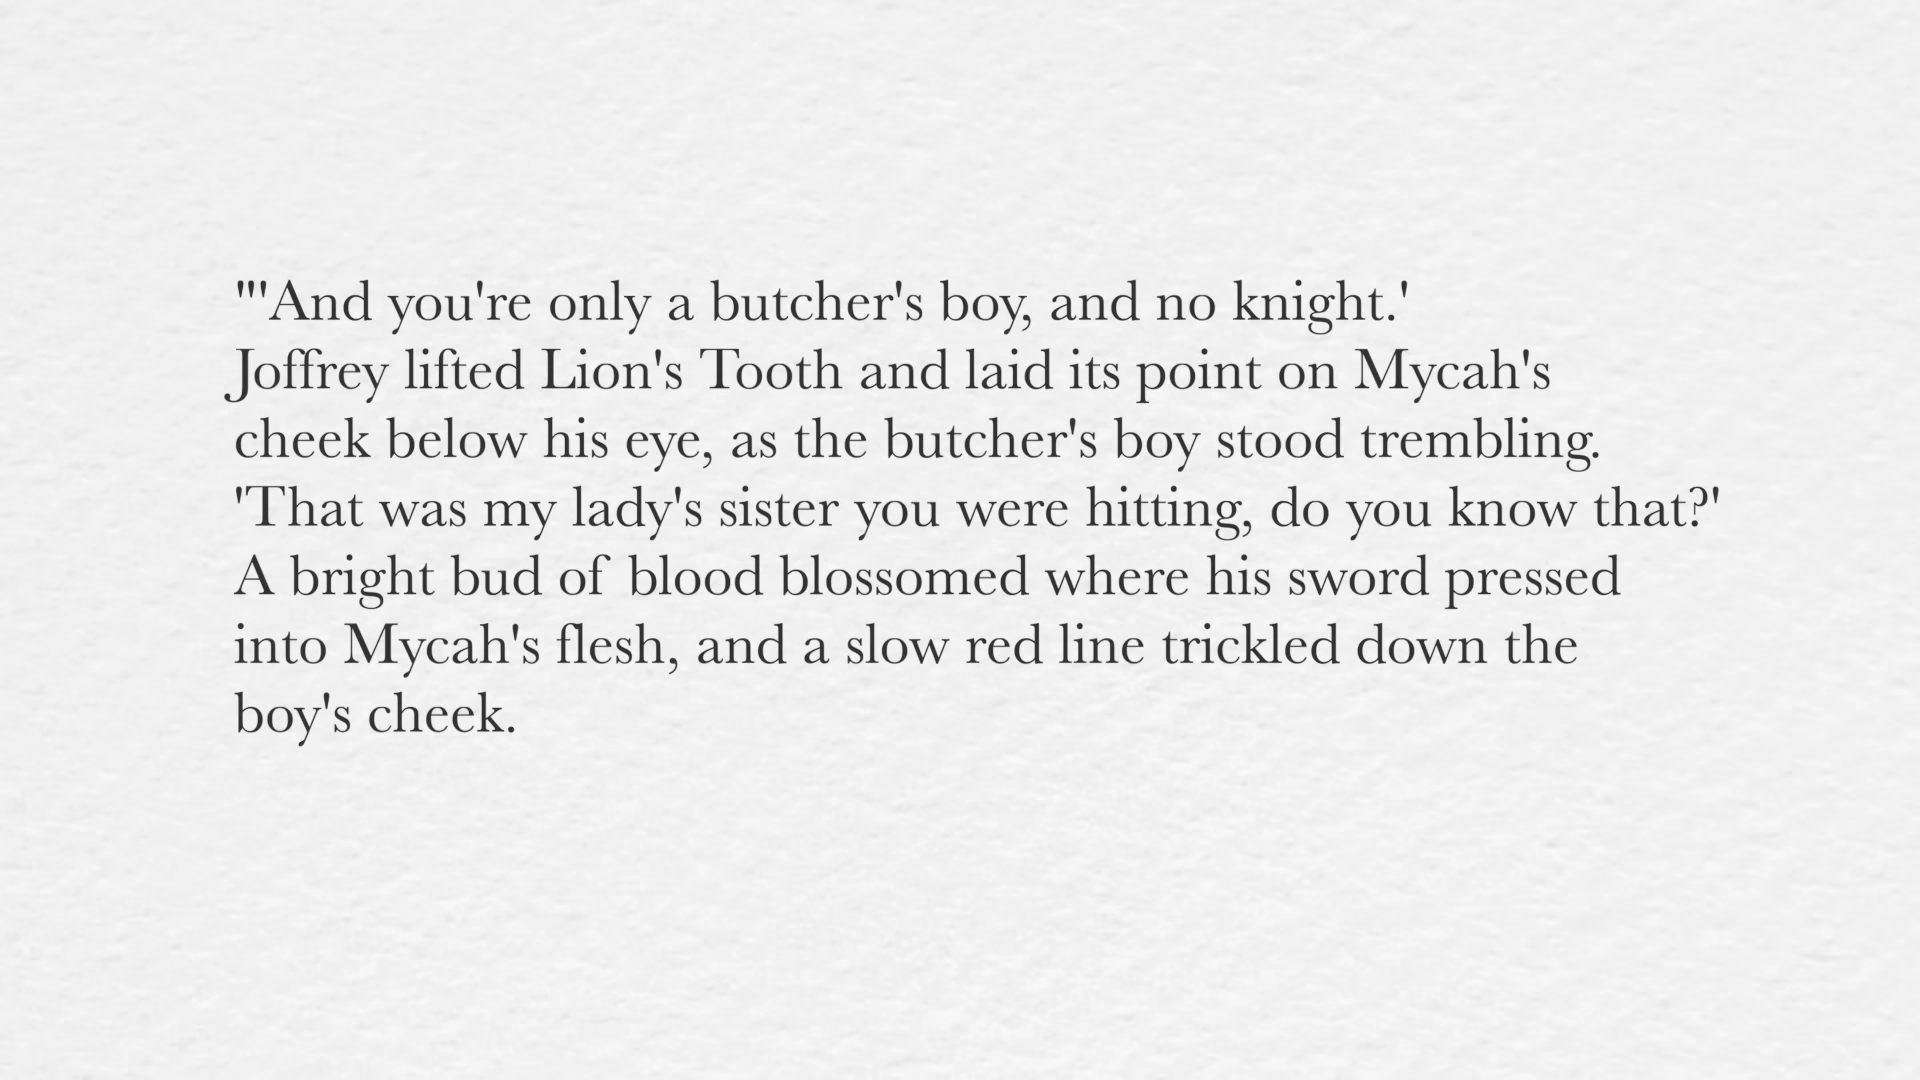 "'And you're only a butcher's boy, and no knight.'
Joffrey lifted Lion's Tooth and laid its point on Mycah's
cheek below his eye, as the butcher's boy stood trembling.
'That was my lady's sister you were hitting, do you know that?'
A bright bud of blood blossomed where his sword pressed
into Mycah's flesh, and a slow red line trickled down the
boy's cheek.